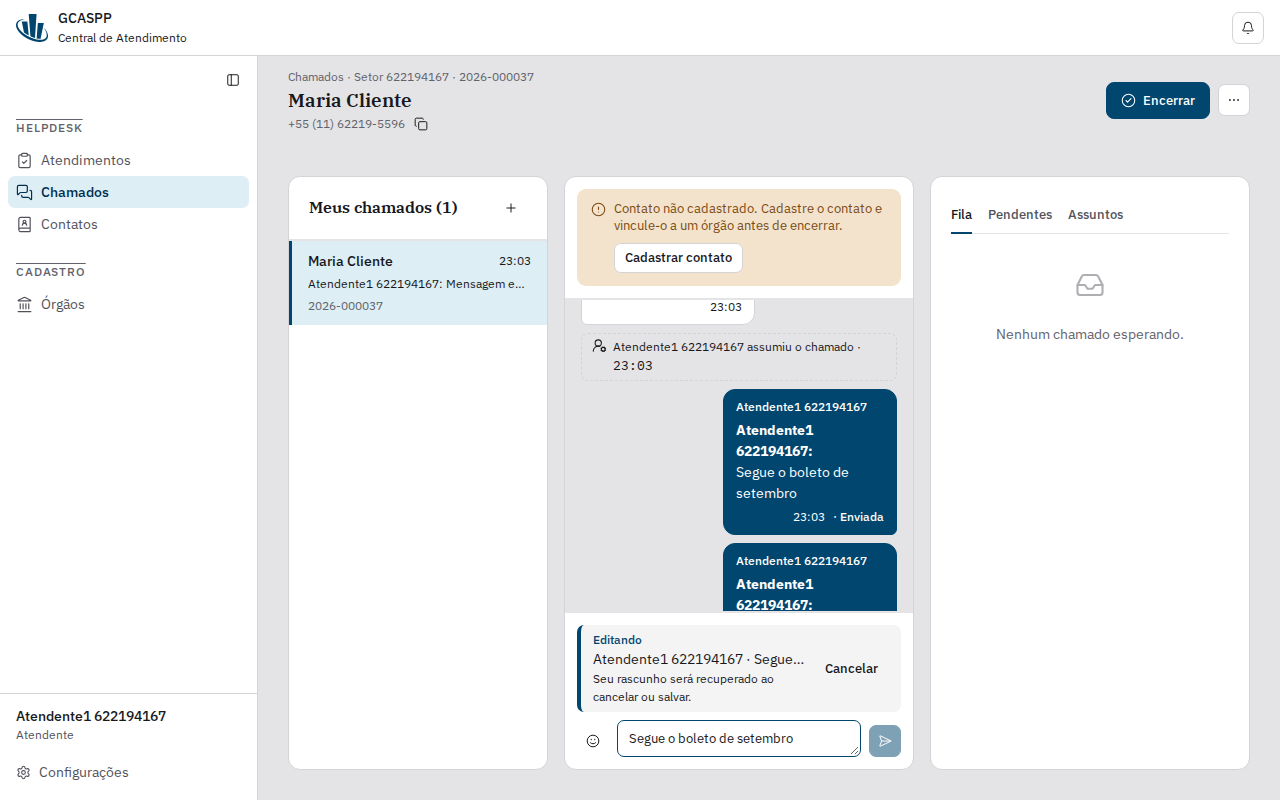 GCASPP
Central de Atendimento
HELPDESK
Atendimentos
Chamados
Contatos
CADASTRO
Órgãos
Atendente1 622194167
Atendente
Configurações
Chamados · Setor 622194167 · 2026-000037
Maria Cliente
+55 (11) 62219-5596
Encerrar
Meus chamados (1)
Maria Cliente 23:03
Atendente1 622194167: Mensagem e...
2026-000037
Contato não cadastrado. Cadastre o contato e
vincule-o a um órgão antes de encerrar.
Cadastrar contato
23:03
Atendente1 622194167 assumiu o chamado ·
23:03
Atendente1 622194167
Atendente1
622194167:
Segue o boleto de
setembro
23:03 · Enviada
Atendente1 622194167
Atendente1
622194167:
Editando
Atendente1 622194167 · Segue...
Seu rascunho será recuperado ao
cancelar ou salvar.
Cancelar
Segue o boleto de setembro
Fila Pendentes Assuntos
Nenhum chamado esperando.